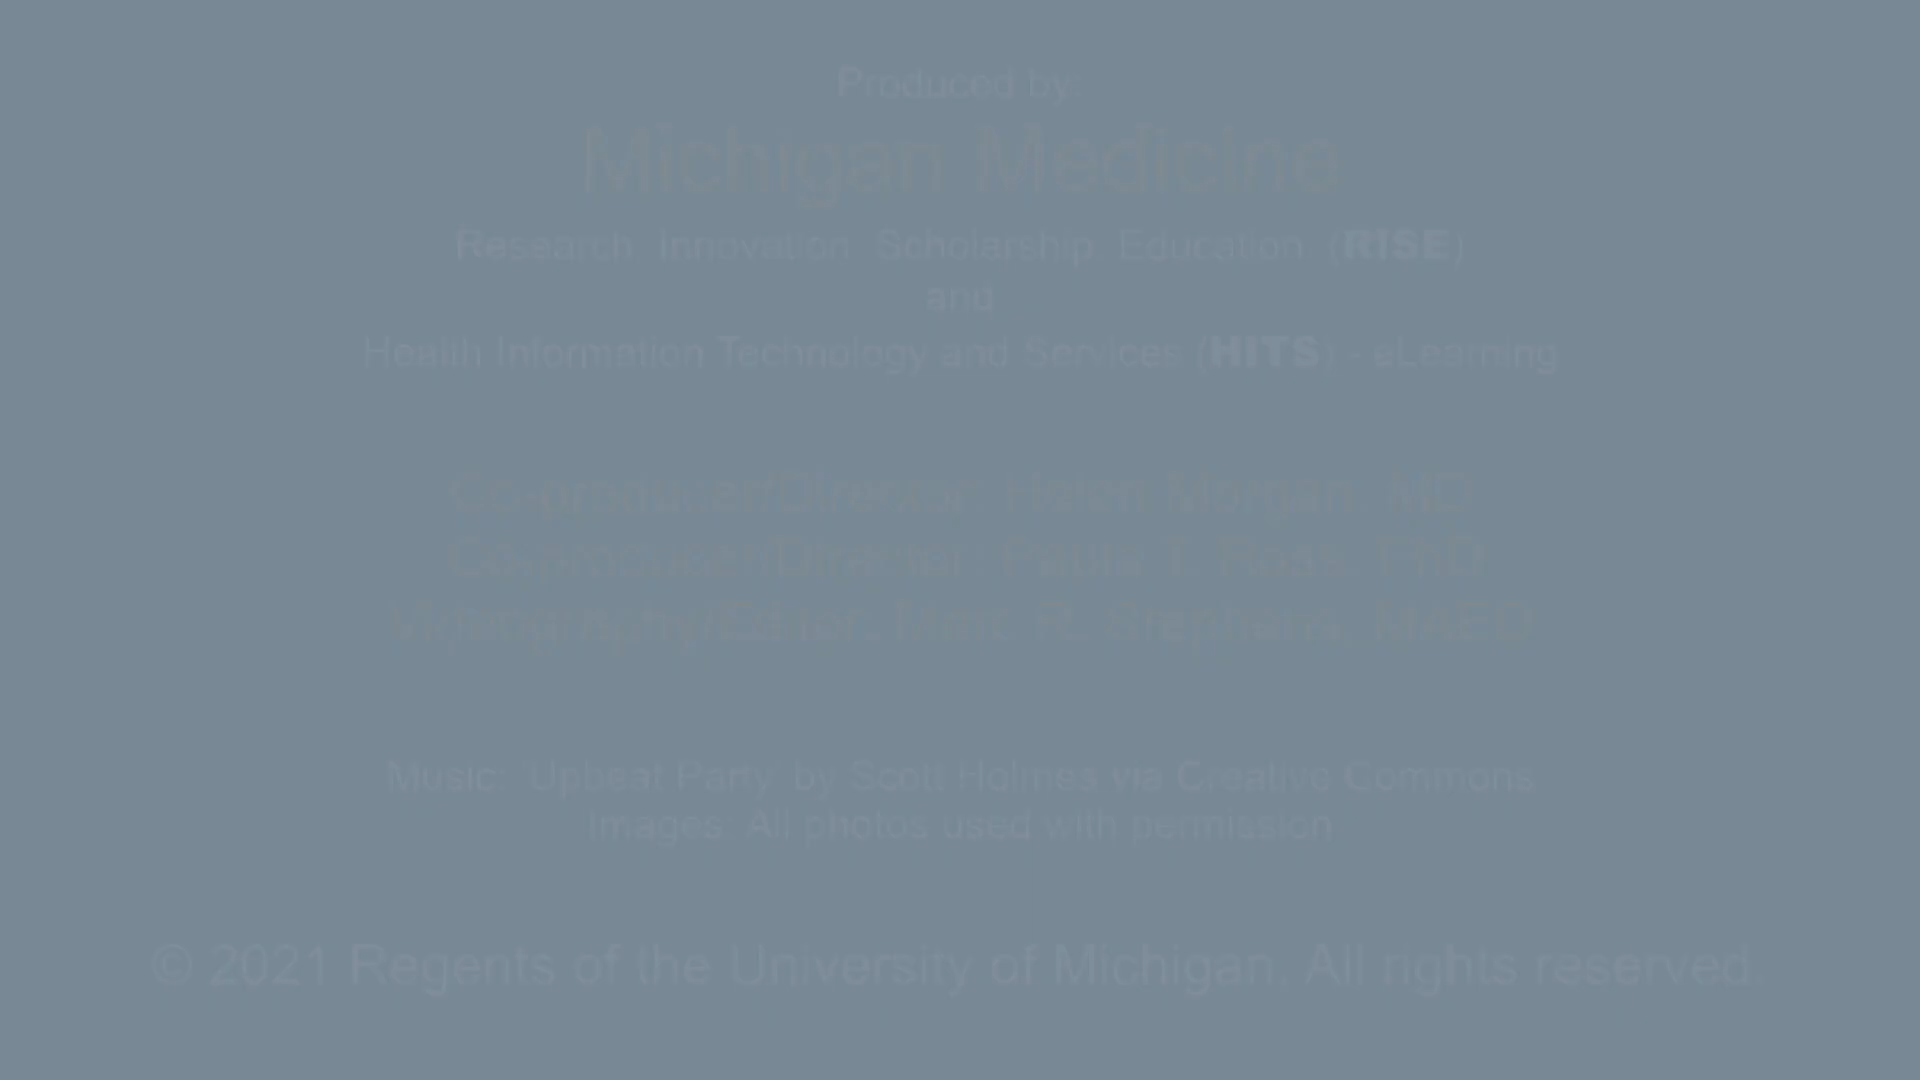 Produced by:
Michigan Medicine
Research. Innovation. Scholarship. Education. (RISE)
and
Health Information Technology and Services (HITS) - eLearning
Co-producer/Director: Helen Morgan, MD
Co-producer/Director: Paula T. Ross, PhD
Videography/Editor: R. Stephens, MAED
Music: 'Upbeat Party' by Scott Holmes via Creative Commons
Images: All photos used with permission
© 2021 Regents of the University of Michigan. All rights reserved.